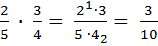 2/5 · 3/4 = 2¹·3/5·4₂ = 3/10